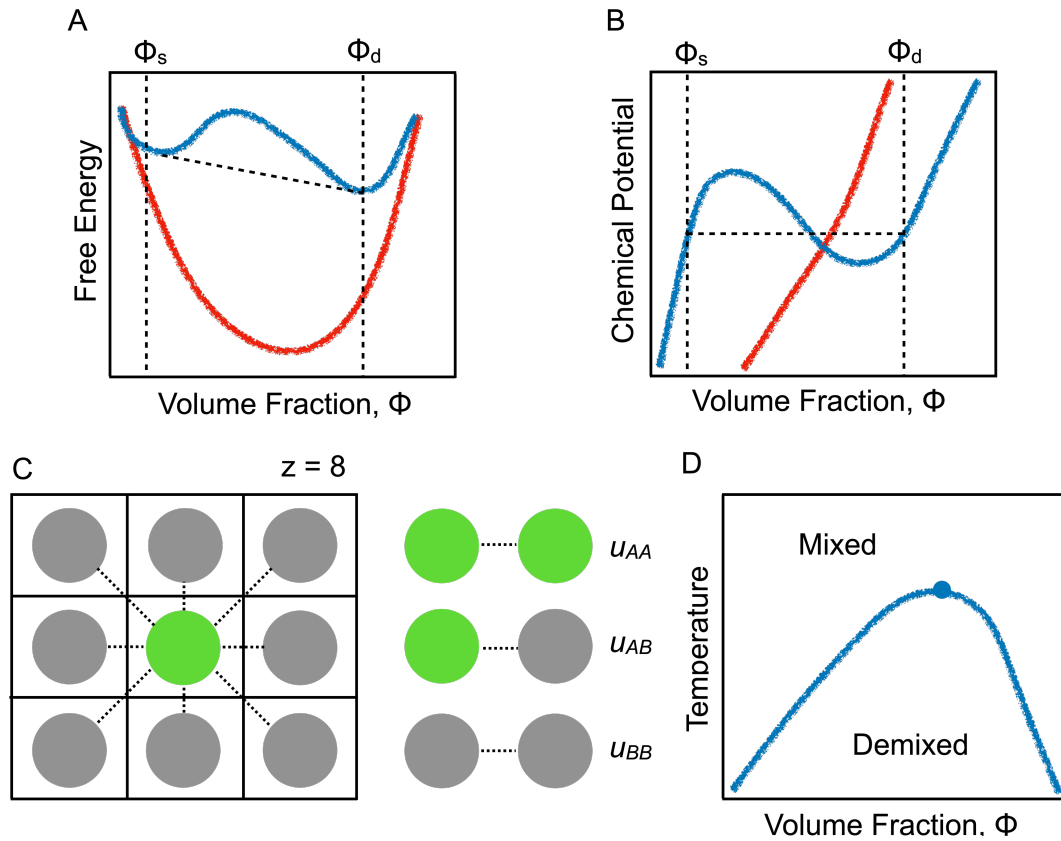 A
Φs
Φd
Free Energy
Volume Fraction, Φ
B
Φs
Φd
Chemical Potential
Volume Fraction, Φ
C
z = 8
uAA
uAB
uBB
D
Mixed
Demixed
Temperature
Volume Fraction, Φ